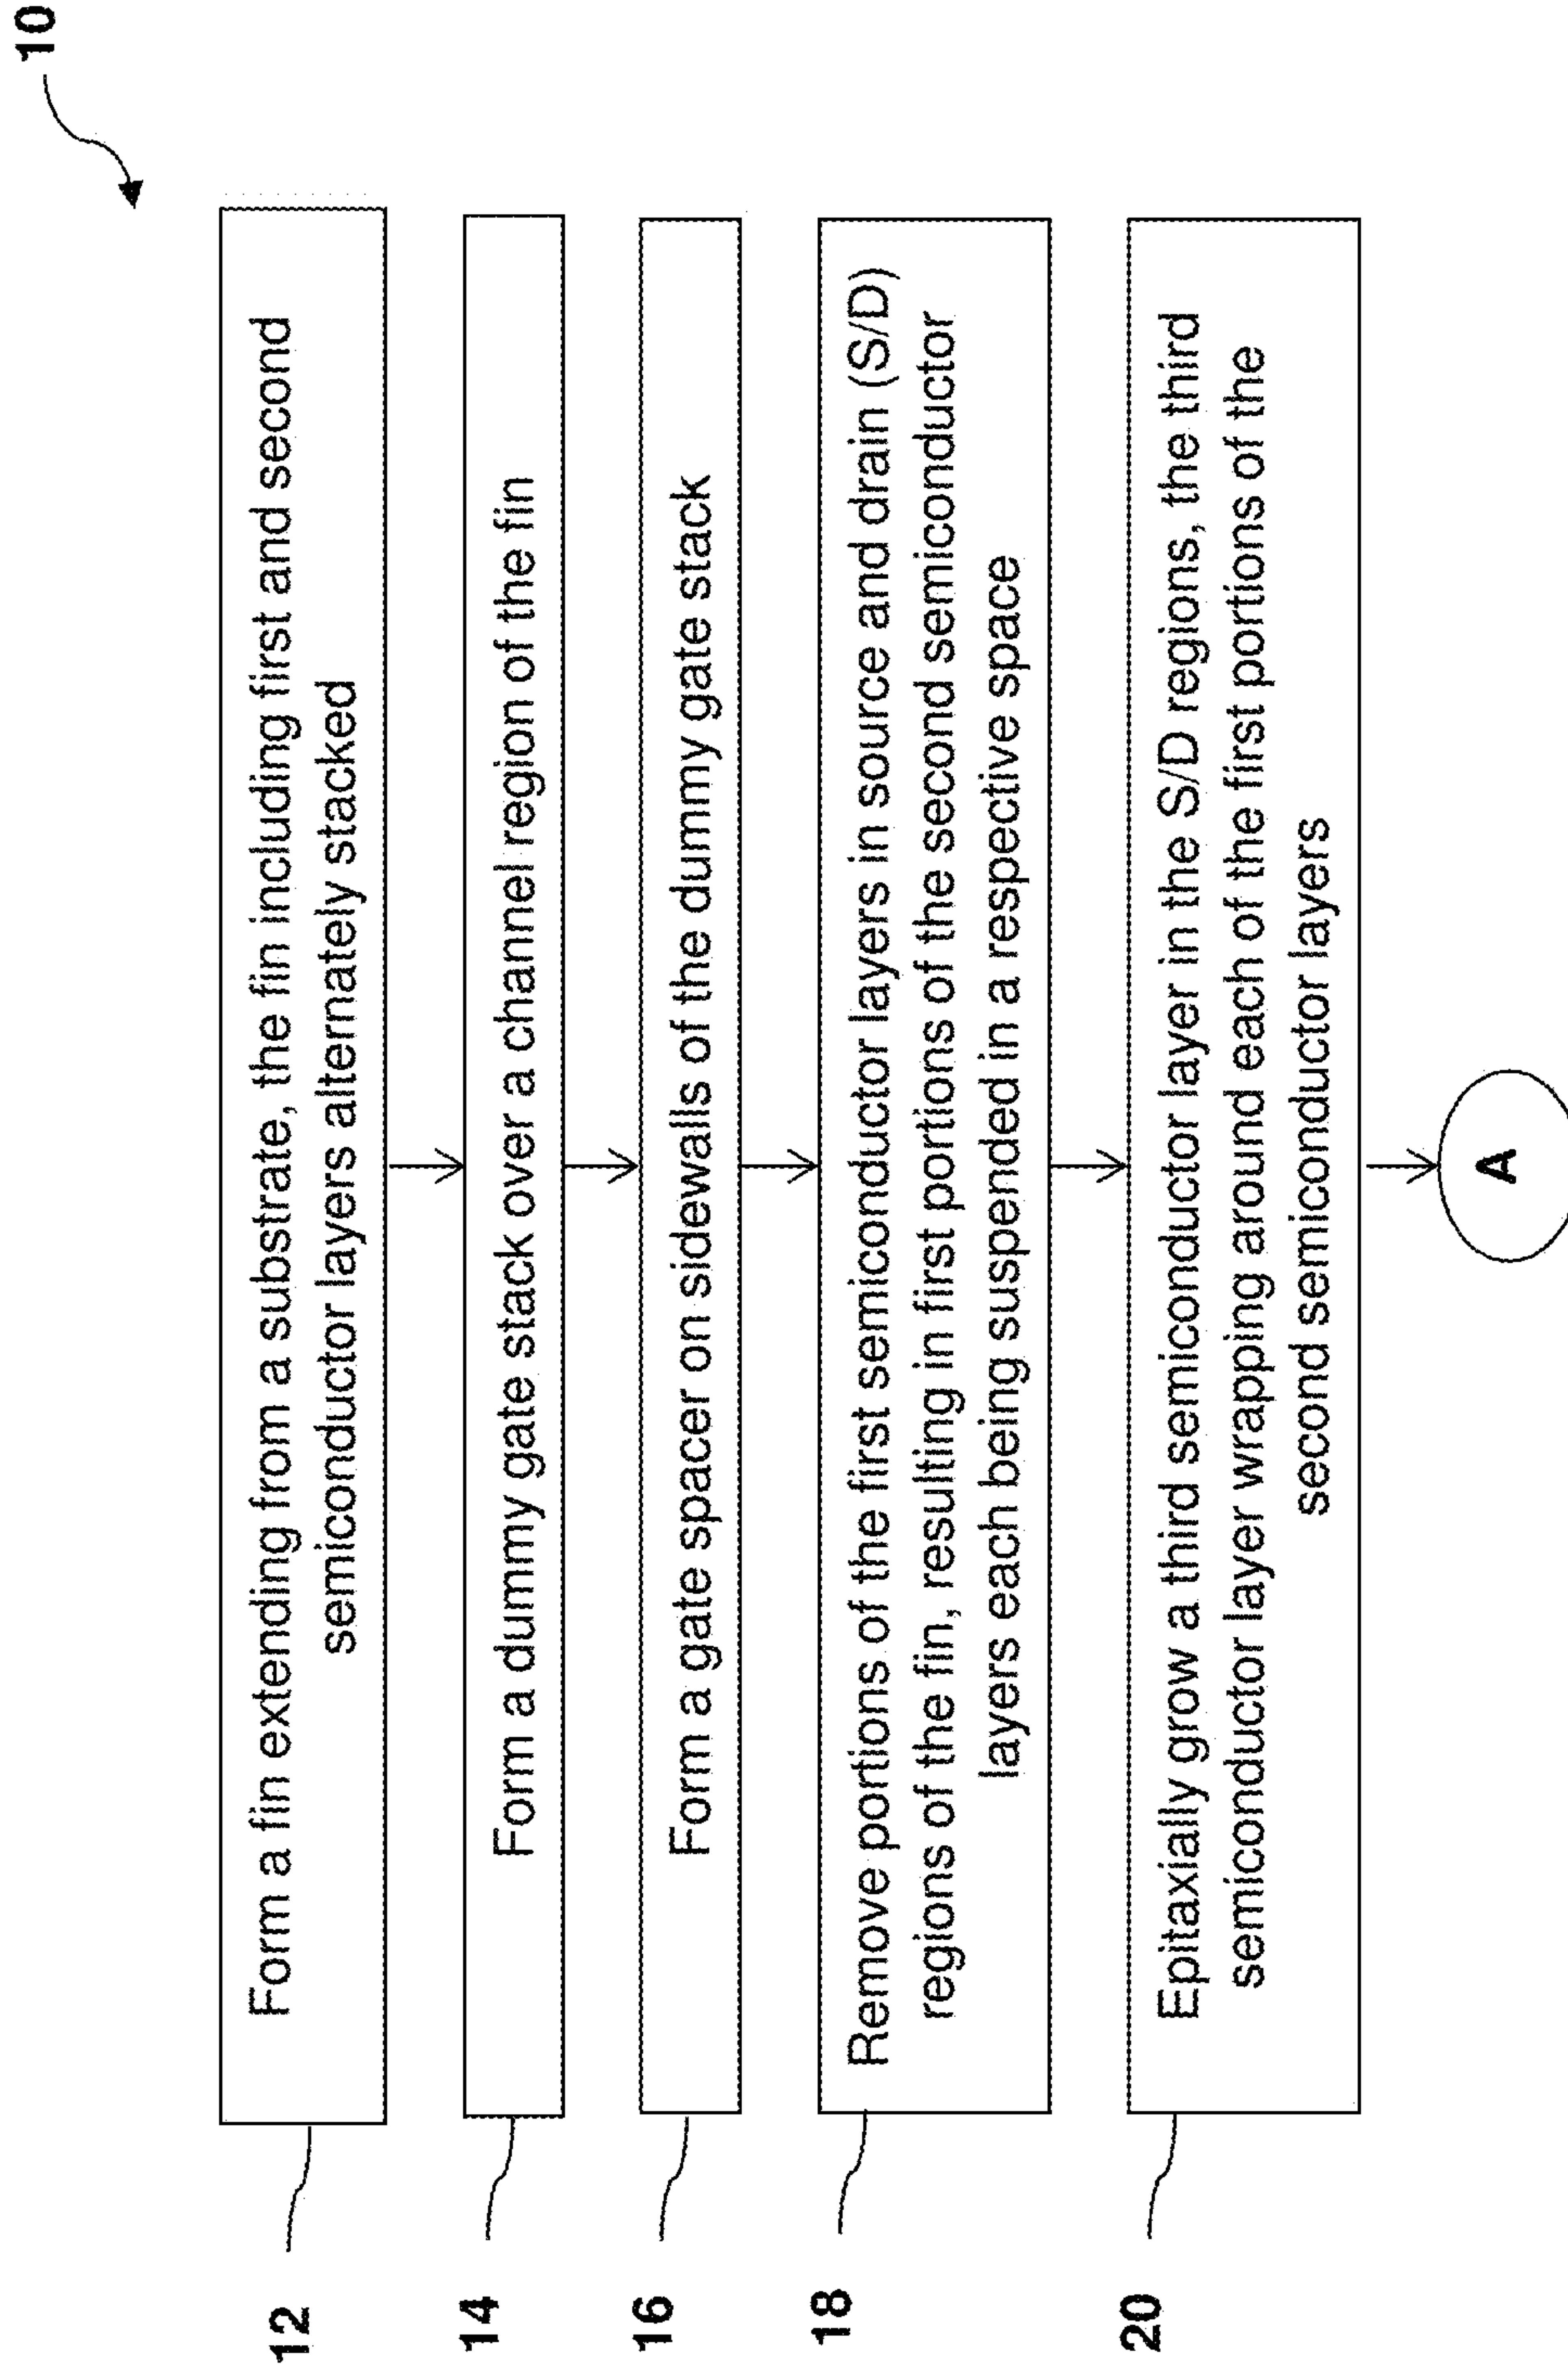 10
12
Form a fin extending from a substrate, the fin including first and second
semiconductor layers alternately stacked
14
Form a dummy gate stack over a channel region of the fin
16
Form a gate spacer on sidewalls of the dummy gate stack
18
Remove portions of the first semiconductor layers in source and drain (S/D)
regions of the fin, resulting in first portions of the second semiconductor
layers each being suspended in a respective space
20
Epitaxially grow a third semiconductor layer in the S/D regions, the third
semiconductor layer wrapping around each of the first portions of the
second semiconductor layers
A